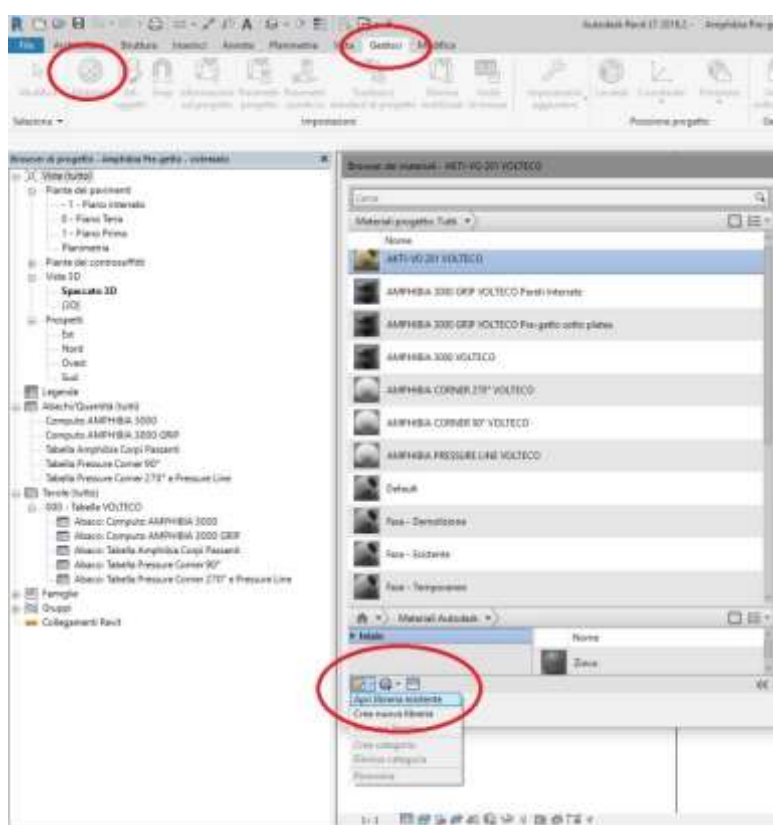 Autodesk Revit LT 2018.2 - Amphibia Pre-g
File Architettura Struttura Inserisci Annota Planimetria Vista Gestisci Modifica
Seleziona
Impostazioni
Posizione progetto
Browser di progetto - Amphibia Pre-getto - volteco
Viste (tutto)
Piante dei pavimenti
- 1 - Piano Interrato
0 - Piano Terra
1 - Piano Primo
Planimetria
Piante dei controsoffitti
Viste 3D
Spaccato 3D
{3D}
Prospetti
Est
Nord
Ovest
Sud
Legende
Abachi/Quantità (tutti)
Computo AMPHIBIA 3000
Computo AMPHIBIA 3000 GRIP
Tabella Amphibia Corpi Passanti
Tabella Pressure Corner 90°
Tabella Pressure Corner 270° e Pressure Line
Tavole (tutto)
000 - Tabelle VOLTECO
Abaco: Computo AMPHIBIA 3000
Abaco: Computo AMPHIBIA 3000 GRIP
Abaco: Tabella Amphibia Corpi Passanti
Abaco: Tabella Pressure Corner 90°
Abaco: Tabella Pressure Corner 270° e Pressure Line
Famiglie
Gruppi
Collegamenti Revit
Browser dei materiali - AKTI-VO 201 VOLTECO
Cerca
Materiali progetto: Tutti
Nome
AKTI-VO 201 VOLTECO
AMPHIBIA 3000 GRIP VOLTECO Pareti Interrate
AMPHIBIA 3000 GRIP VOLTECO Pre-getto sotto platea
AMPHIBIA 3000 VOLTECO
AMPHIBIA CORNER 270° VOLTECO
AMPHIBIA CORNER 90° VOLTECO
AMPHIBIA PRESSURE LINE VOLTECO
Default
Fase - Demolizione
Fase - Esistente
Fase - Temporaneo
Materiali Autodesk
Nome
Zinco
Apri libreria esistente
Crea nuova libreria
Crea categoria
Elimina categoria
Rinomina